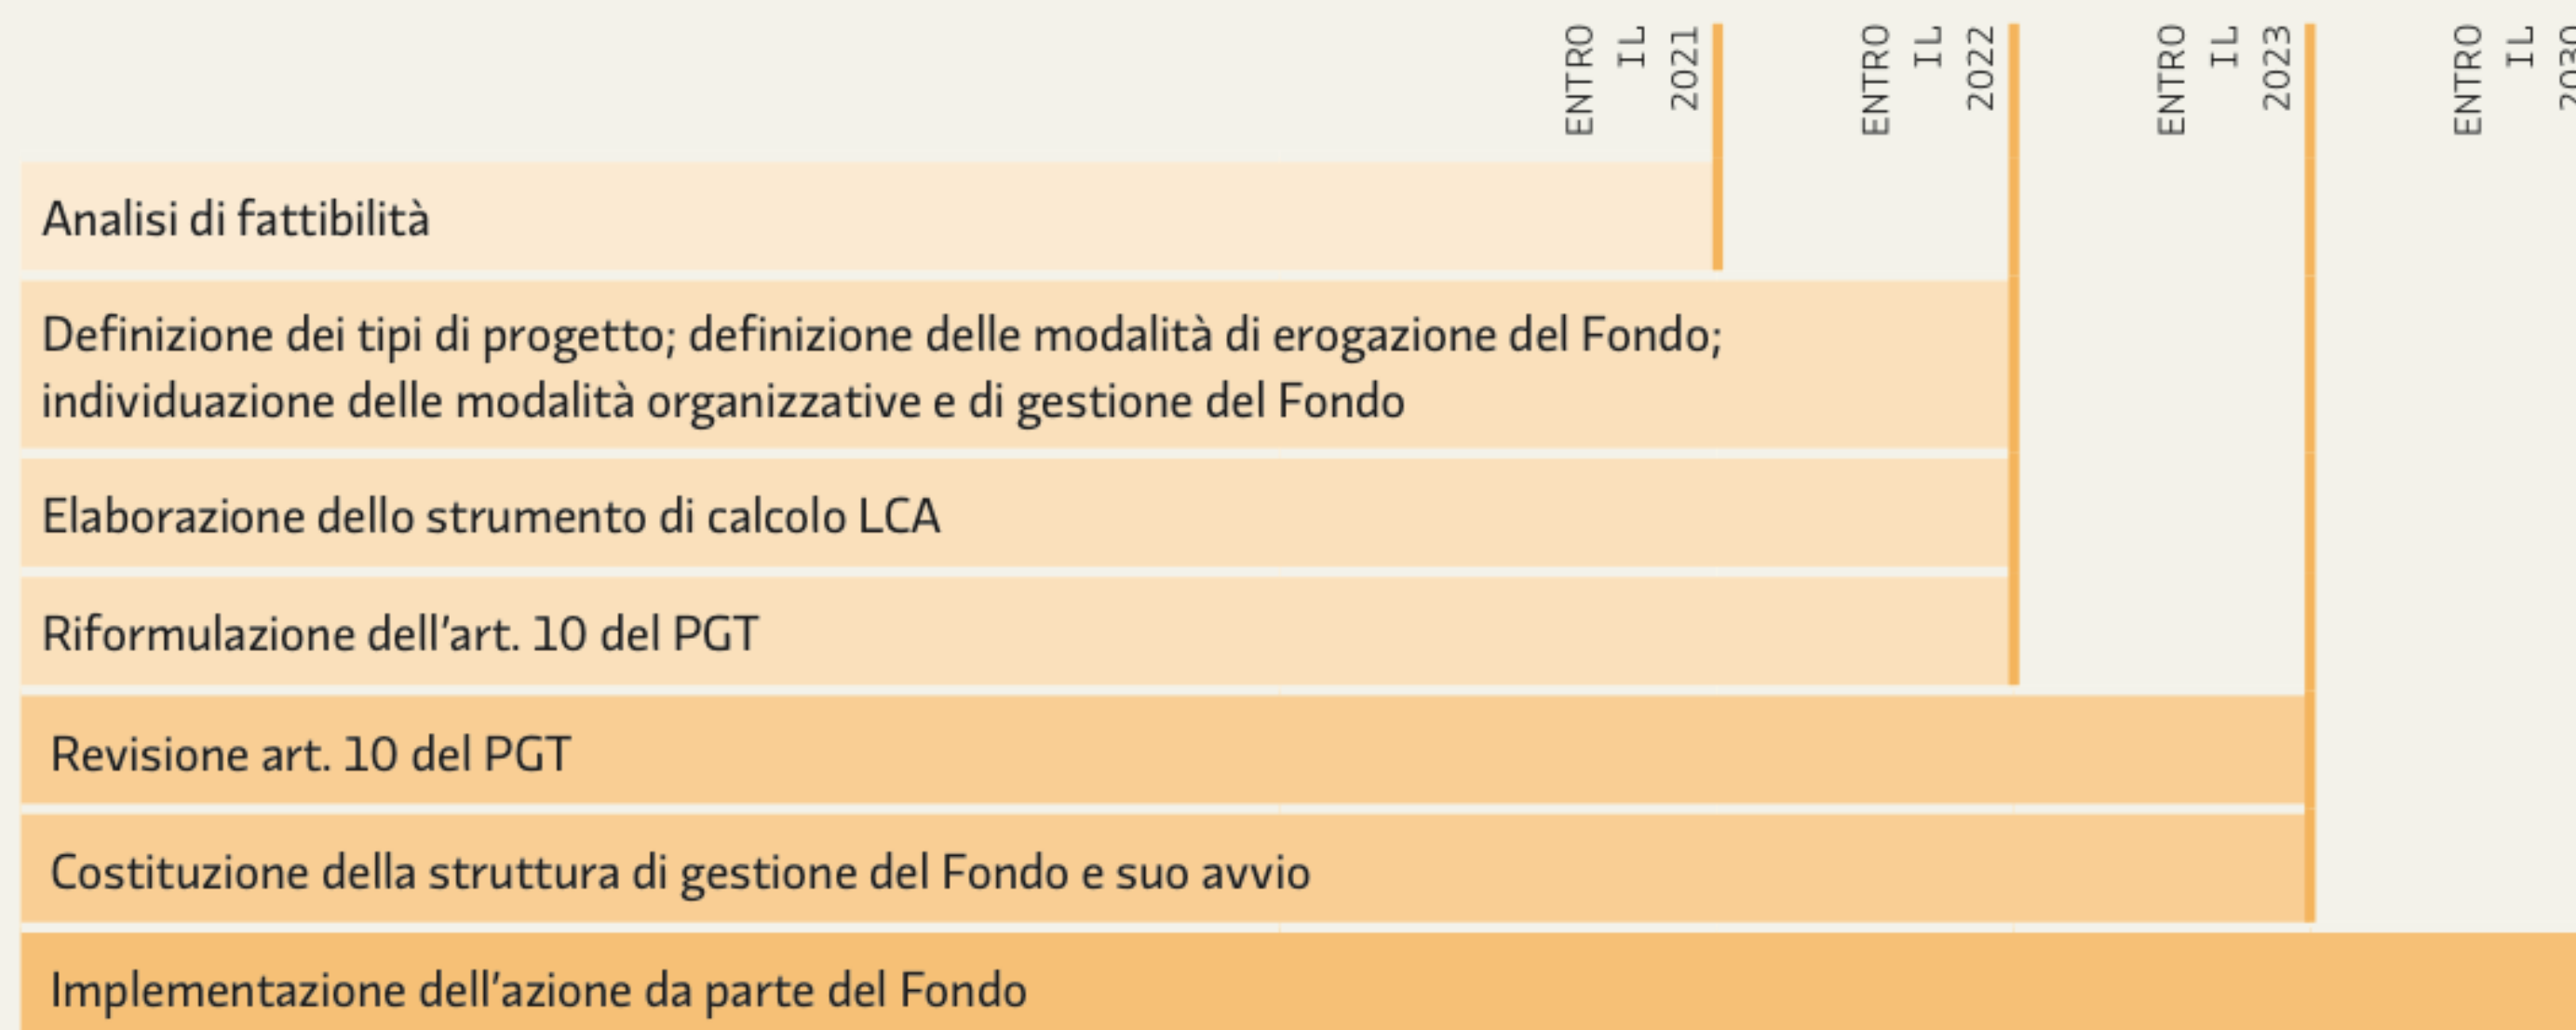 ENTRO
IL
2021
ENTRO
IL
2022
ENTRO
IL
2023
ENTRO
IL
2030
Analisi di fattibilità
Definizione dei tipi di progetto; definizione delle modalità di erogazione del Fondo;
individuazione delle modalità organizzative e di gestione del Fondo
Elaborazione dello strumento di calcolo LCA
Riformulazione dell’art. 10 del PGT
Revisione art. 10 del PGT
Costituzione della struttura di gestione del Fondo e suo avvio
Implementazione dell’azione da parte del Fondo